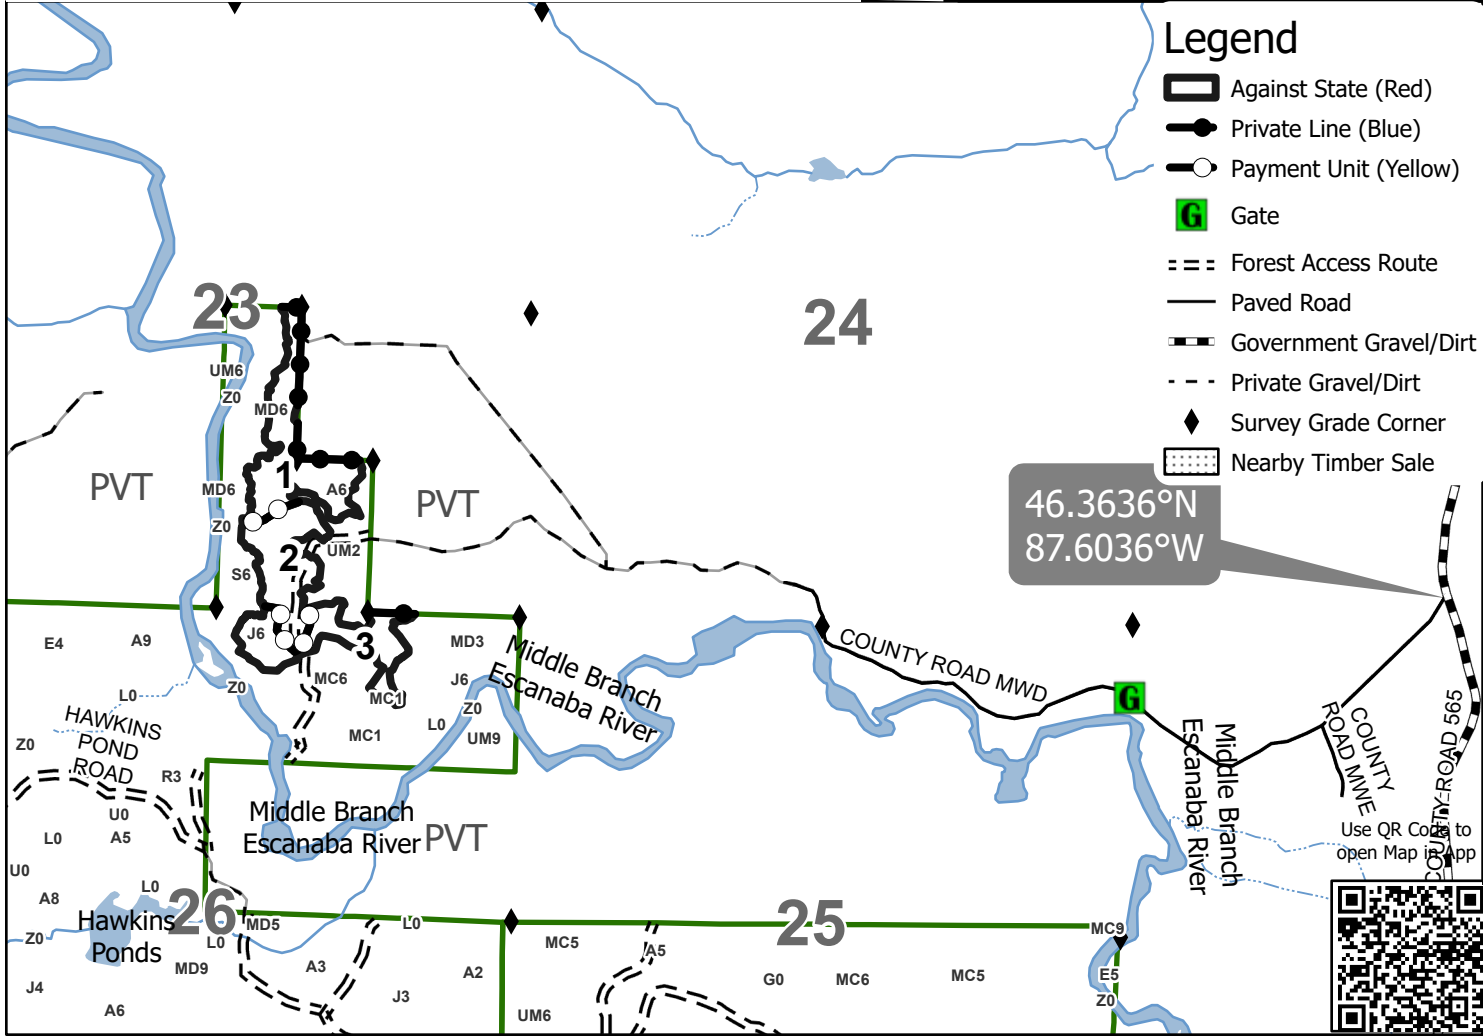 Legend
Against State (Red)
Private Line (Blue)
Payment Unit (Yellow)
G Gate
Forest Access Route
Paved Road
Government Gravel/Dirt
Private Gravel/Dirt
Survey Grade Corner
Nearby Timber Sale
23
24
UM6
Z0
MD6
PVT
MD6
1
A6
PVT
46.3636°N
87.6036°W
Z0
2
UM2
S6
E4
A9
J6
3
MD3
Middle Branch
Escanaba River
COUNTY ROAD MWD
G
L0
Z0
MC6
MC1
J6
Z0
L0
UM9
MC1
HAWKINS
POND
ROAD
Z0
R3
Middle Branch
Escanaba River
COUNTY
ROAD MWE
COUNTY ROAD 565
U0
L0
A5
Middle Branch
Escanaba River
PVT
Use QR Code to
open Map in App
U0
A8
L0
26
25
Hawkins
Ponds
Z0
L0
MD5
L0
MC9
MD9
A3
A2
MC5
A5
G0
MC6
MC5
E5
Z0
J4
A6
J3
UM6